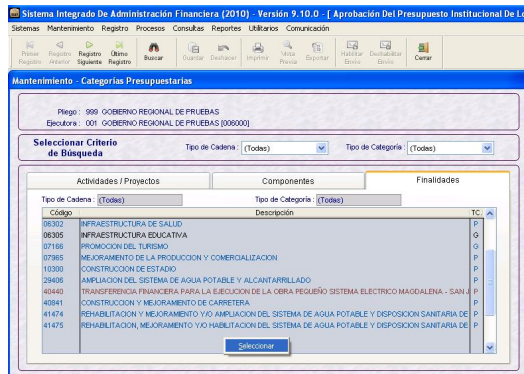 Sistema Integrado De Administración Financiera (2010) - Versión 9.10.0 - [ Aprobación Del Presupuesto Institucional De
Sistemas Mantenimiento Registro Procesos Consultas Reportes Utilitarios Comunicación
Primer Registro
Registro Anterior
Registro Siguiente
Último Registro
Buscar
Guardar
Deshacer
Imprimir
Vista Previa
Exportar
Habilitar Envío
Deshabilitar Envío
Cerrar
Mantenimiento - Categorías Presupuestarias
Pliego : 999 GOBIERNO REGIONAL DE PRUEBAS
Ejecutora : 001 GOBIERNO REGIONAL DE PRUEBAS [006000]
Seleccionar Criterio de Búsqueda
Tipo de Cadena : (Todas)
Tipo de Categoría : (Todas)
Actividades / Proyectos
Componentes
Finalidades
Tipo de Cadena : (Todas)
Tipo de Categoría : (Todas)
Código Descripción TC.
06302 INFRAESTRUCTURA DE SALUD P
06305 INFRAESTRUCTURA EDUCATIVA G
07166 PROMOCION DEL TURISMO G
07965 MEJORAMIENTO DE LA PRODUCCION Y COMERCIALIZACION P
10300 CONSTRUCCION DE ESTADIO P
29406 AMPLIACION DEL SISTEMA DE AGUA POTABLE Y ALCANTARRILLADO P
40440 TRANSFERENCIA FINANCIERA PARA LA EJECUCION DE LA OBRA PEQUEÑO SISTEMA ELECTRICO MAGDALENA - SAN J P
40841 CONSTRUCCION Y MEJORAMIENTO DE CARRETERA P
41474 REHABILITACION Y MEJORAMIENTO Y/O AMPLIACION DEL SISTEMA DE AGUA POTABLE Y DISPOSICION SANITARIA DE P
41475 REHABILITACION, MEJORAMIENTO Y/O HABILITACION DEL SISTEMA DE AGUA POTABLE Y DISPOSICION SANITARIA DE P
Seleccionar